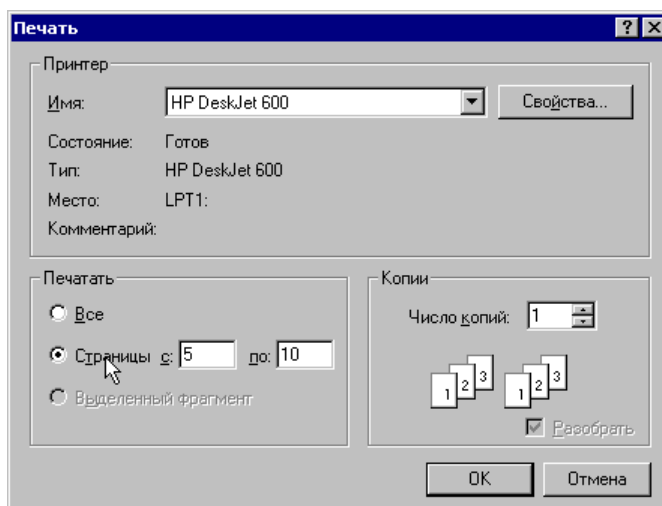 Печать
Принтер
Имя: HP DeskJet 600 Свойства...
Состояние: Готов
Тип: HP DeskJet 600
Место: LPT1:
Комментарий:
Печатать
Все
Страницы с: 5 по: 10
Выделенный фрагмент
Копии
Число копий: 1
1 2 3 1 2 3
Разобрать
OK Отмена